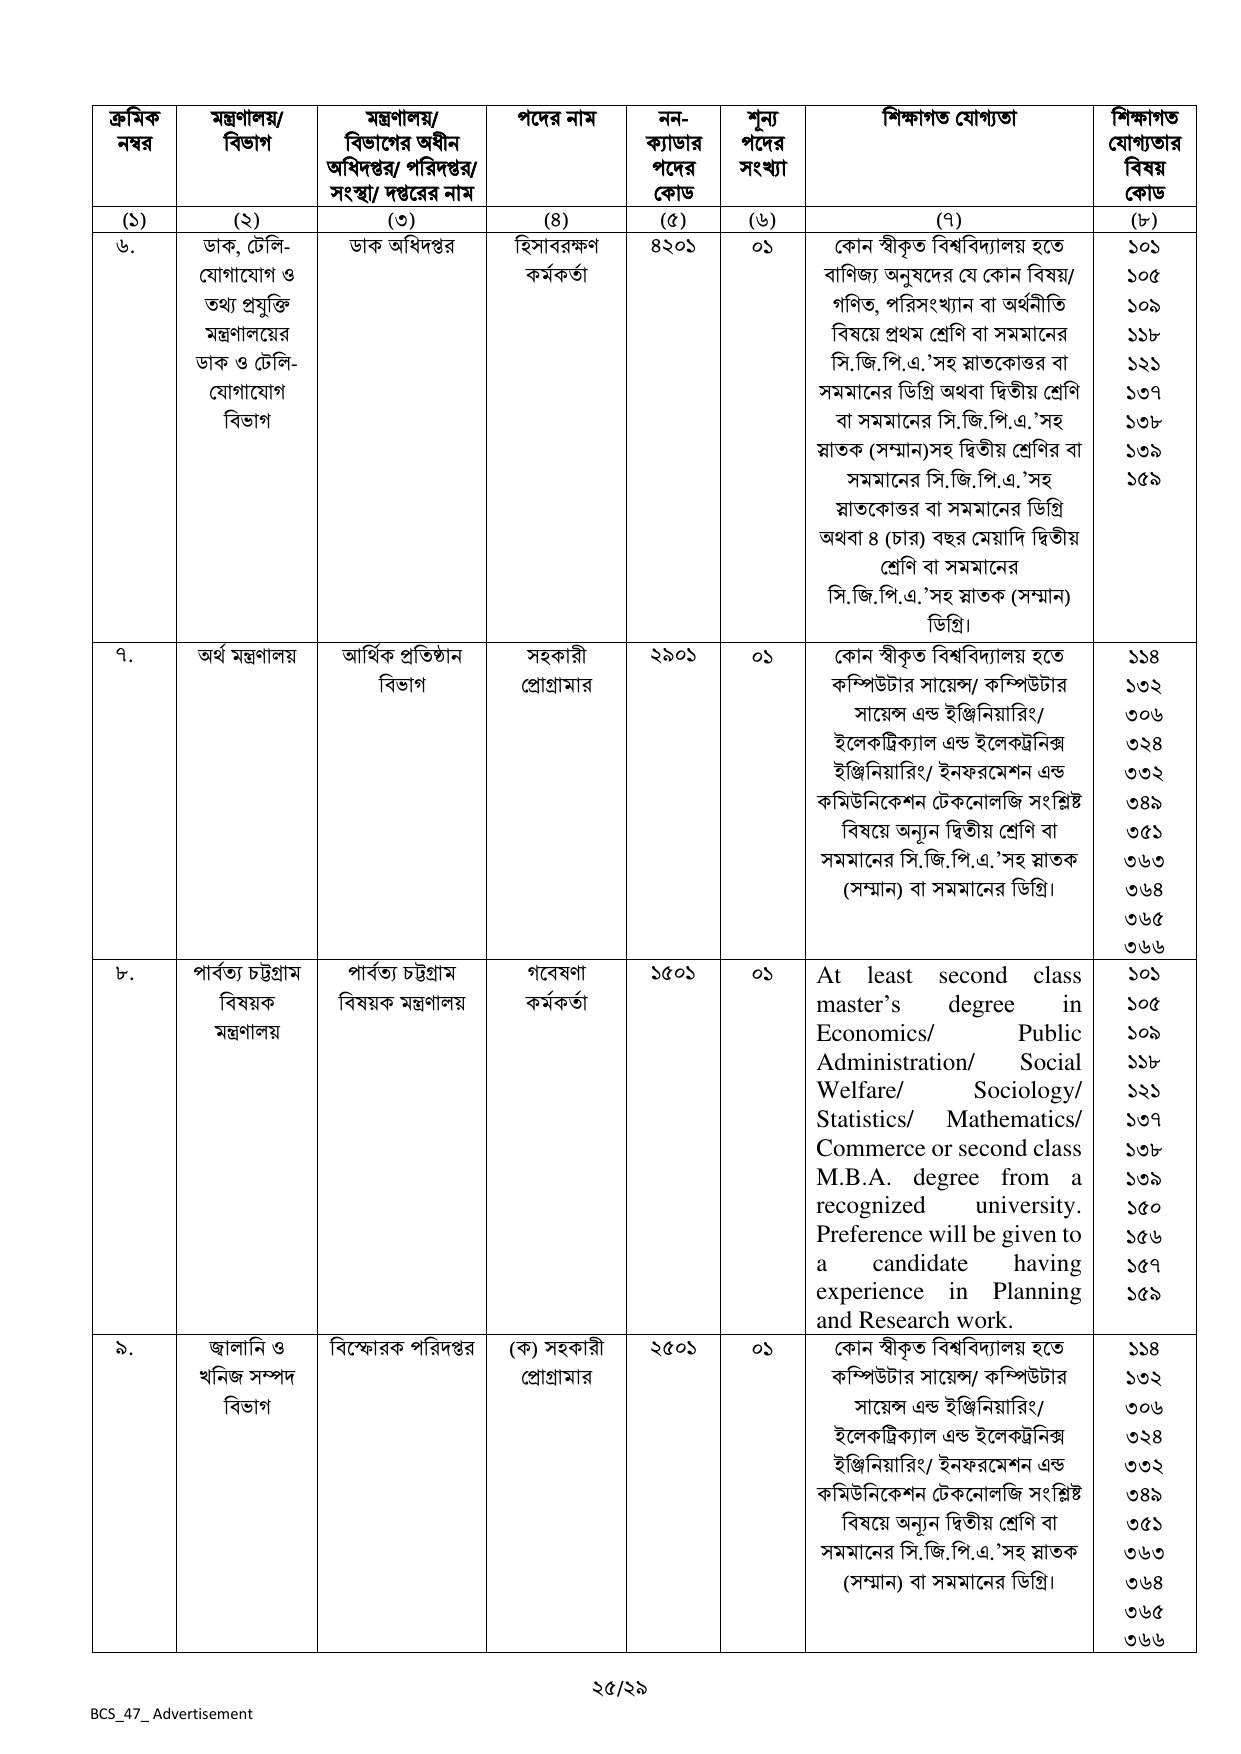 ক্রমিক নম্বর
মন্ত্রণালয়/ বিভাগ
মন্ত্রণালয়/ বিভাগের অধীন অধিদপ্তর/ পরিদপ্তর/ সংস্থা/ দপ্তরের নাম
পদের নাম
নন-ক্যাডার পদের কোড
শূন্য পদের সংখ্যা
শিক্ষাগত যোগ্যতা
শিক্ষাগত যোগ্যতার বিষয় কোড
(১)
(২)
(৩)
(৪)
(৫)
(৬)
(৭)
(৮)
৬.
ডাক, টেলি-
যোগাযোগ ও
তথ্য প্রযুক্তি
মন্ত্রণালয়ের
ডাক ও টেলি-
যোগাযোগ
বিভাগ
ডাক অধিদপ্তর
হিসাবরক্ষণ
কর্মকর্তা
৪২০১
০১
কোন স্বীকৃত বিশ্ববিদ্যালয় হতে
বাণিজ্য অনুষদের যে কোন বিষয়/
গণিত, পরিসংখ্যান বা অর্থনীতি
বিষয়ে প্রথম শ্রেণি বা সমমানের
সি.জি.পি.এ.’সহ স্নাতকোত্তর বা
সমমানের ডিগ্রি অথবা দ্বিতীয় শ্রেণি
বা সমমানের সি.জি.পি.এ.’সহ
স্নাতক (সম্মান)সহ দ্বিতীয় শ্রেণির বা
সমমানের সি.জি.পি.এ.’সহ
স্নাতকোত্তর বা সমমানের ডিগ্রি
অথবা ৪ (চার) বছর মেয়াদি দ্বিতীয়
শ্রেণি বা সমমানের
সি.জি.পি.এ.’সহ স্নাতক (সম্মান)
ডিগ্রি।
১০১
১০৫
১০৯
১১৮
১২১
১৩৭
১৩৮
১৩৯
১৫৯
৭.
অর্থ মন্ত্রণালয়
আর্থিক প্রতিষ্ঠান
বিভাগ
সহকারী
প্রোগ্রামার
২৯০১
০১
কোন স্বীকৃত বিশ্ববিদ্যালয় হতে
কম্পিউটার সায়েন্স/ কম্পিউটার
সায়েন্স এন্ড ইঞ্জিনিয়ারিং/
ইলেকট্রিক্যাল এন্ড ইলেকট্রনিক্স
ইঞ্জিনিয়ারিং/ ইনফরমেশন এন্ড
কমিউনিকেশন টেকনোলজি সংশ্লিষ্ট
বিষয়ে অন্যূন দ্বিতীয় শ্রেণি বা
সমমানের সি.জি.পি.এ.’সহ স্নাতক
(সম্মান) বা সমমানের ডিগ্রি।
১১৪
১৩২
৩০৬
৩২৪
৩৩২
৩৪৯
৩৫১
৩৬৩
৩৬৪
৩৬৫
৩৬৬
৮.
পার্বত্য চট্টগ্রাম
বিষয়ক
মন্ত্রণালয়
পার্বত্য চট্টগ্রাম
বিষয়ক মন্ত্রণালয়
গবেষণা
কর্মকর্তা
১৫০১
০১
At least second class
master’s degree in
Economics/ Public
Administration/ Social
Welfare/ Sociology/
Statistics/ Mathematics/
Commerce or second class
M.B.A. degree from a
recognized university.
Preference will be given to
a candidate having
experience in Planning
and Research work.
১০১
১০৫
১০৯
১১৮
১২১
১৩৭
১৩৮
১৩৯
১৫০
১৫৬
১৫৭
১৫৯
৯.
জ্বালানি ও
খনিজ সম্পদ
বিভাগ
বিস্ফোরক পরিদপ্তর
(ক) সহকারী
প্রোগ্রামার
২৫০১
০১
কোন স্বীকৃত বিশ্ববিদ্যালয় হতে
কম্পিউটার সায়েন্স/ কম্পিউটার
সায়েন্স এন্ড ইঞ্জিনিয়ারিং/
ইলেকট্রিক্যাল এন্ড ইলেকট্রনিক্স
ইঞ্জিনিয়ারিং/ ইনফরমেশন এন্ড
কমিউনিকেশন টেকনোলজি সংশ্লিষ্ট
বিষয়ে অন্যূন দ্বিতীয় শ্রেণি বা
সমমানের সি.জি.পি.এ.’সহ স্নাতক
(সম্মান) বা সমমানের ডিগ্রি।
১১৪
১৩২
৩০৬
৩২৪
৩৩২
৩৪৯
৩৫১
৩৬৩
৩৬৪
৩৬৫
৩৬৬
২৫/২৯
BCS_47_ Advertisement